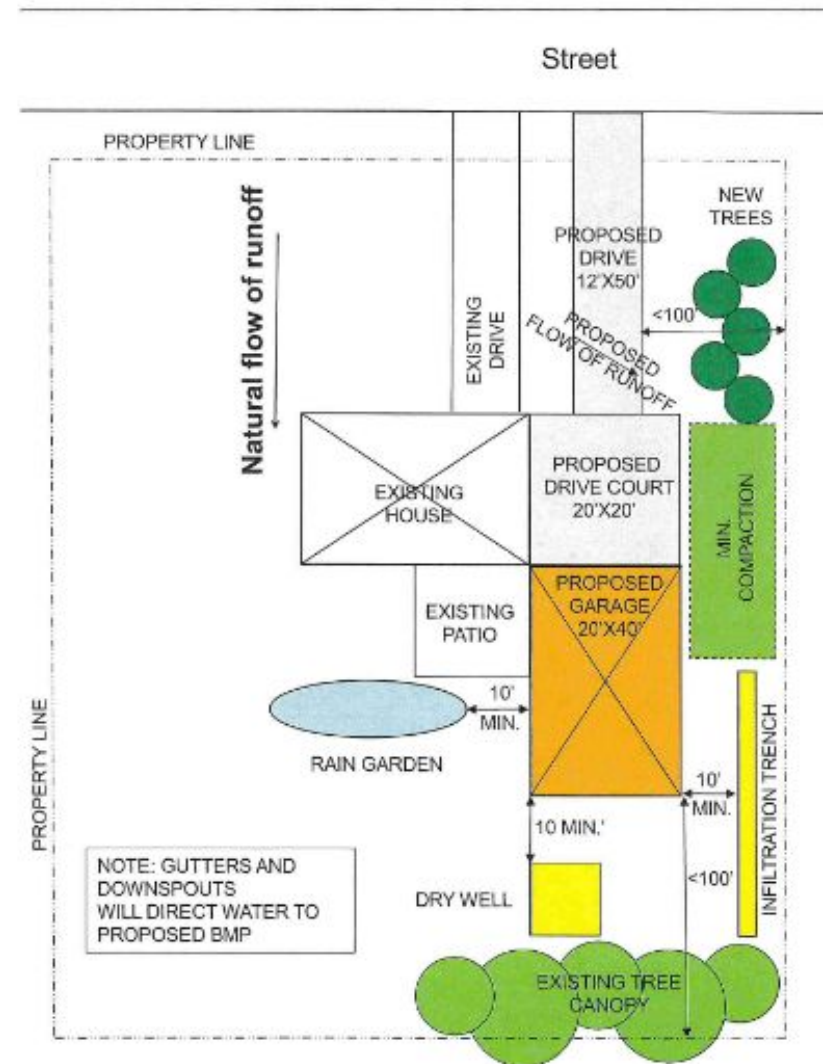 Street
PROPERTY LINE
Natural flow of runoff
EXISTING
DRIVE
PROPOSED
DRIVE
12'X50'
NEW
TREES
<100'
PROPOSED
FLOW OF RUNOFF
EXISTING
HOUSE
PROPOSED
DRIVE COURT
20'X20'
MIN.
COMPACTION
EXISTING
PATIO
PROPOSED
GARAGE
20'X40'
10'
MIN.
RAIN GARDEN
PROPERTY LINE
10'
MIN.
INFILTRATION TRENCH
10 MIN.'
<100'
NOTE: GUTTERS AND
DOWNSPOUTS
WILL DIRECT WATER TO
PROPOSED BMP
DRY WELL
EXISTING TREE
CANOPY